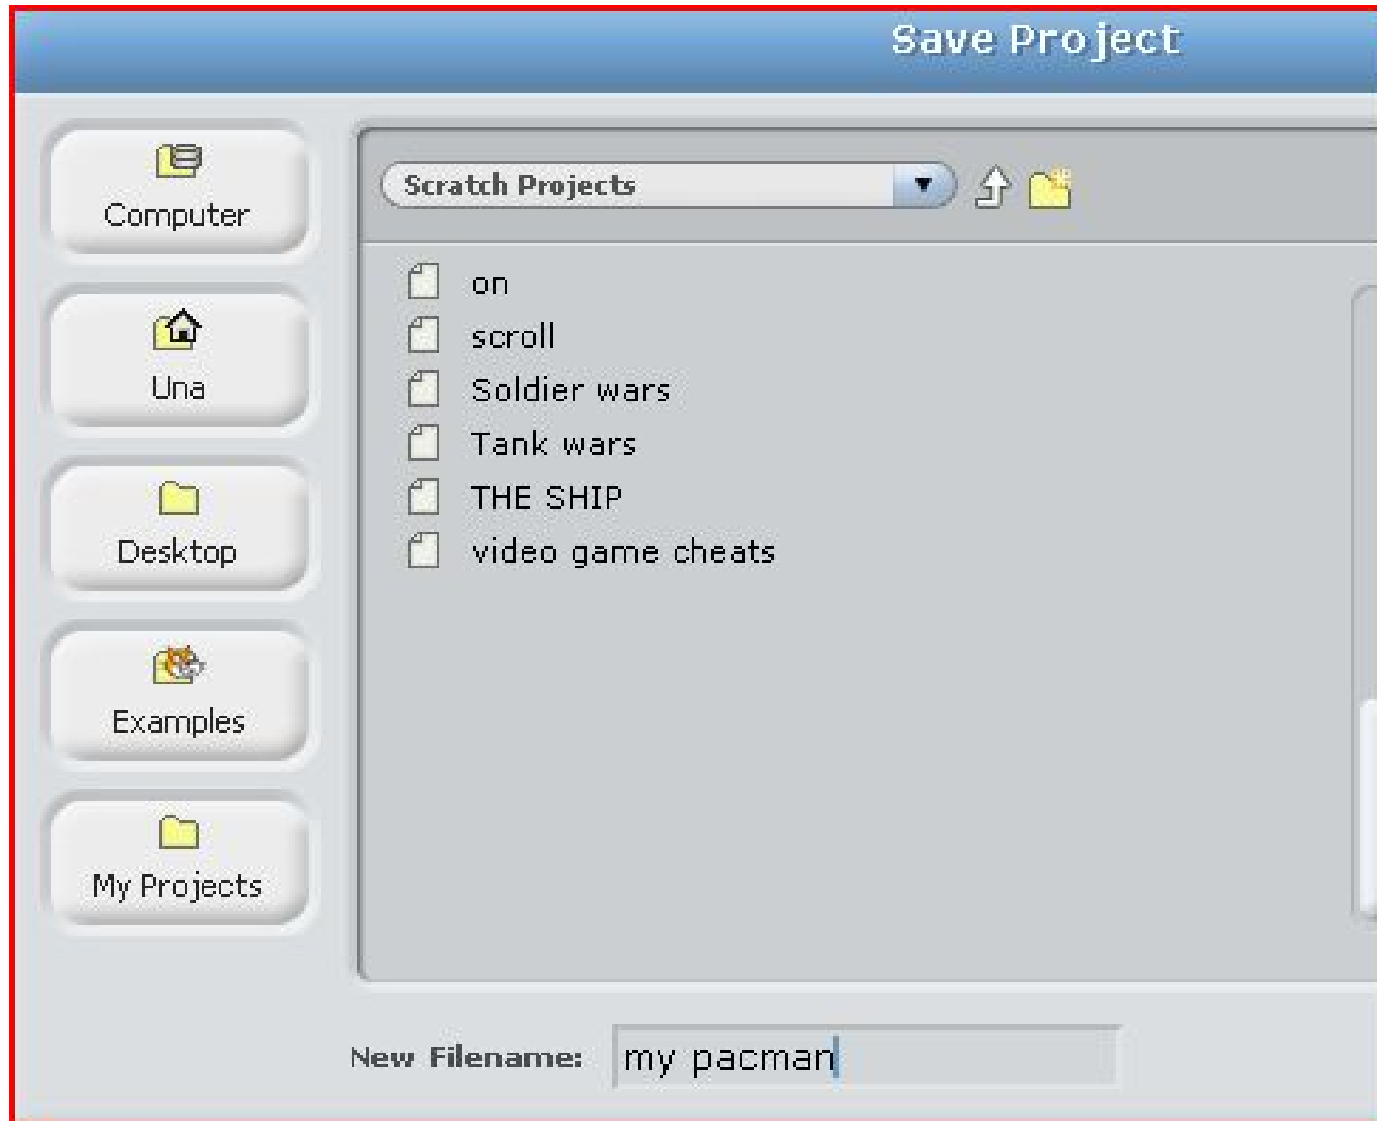 Save Project
Computer
Una
Desktop
Examples
My Projects
Scratch Projects
on
scroll
Soldier wars
Tank wars
THE SHIP
video game cheats
New Filename: my pacman